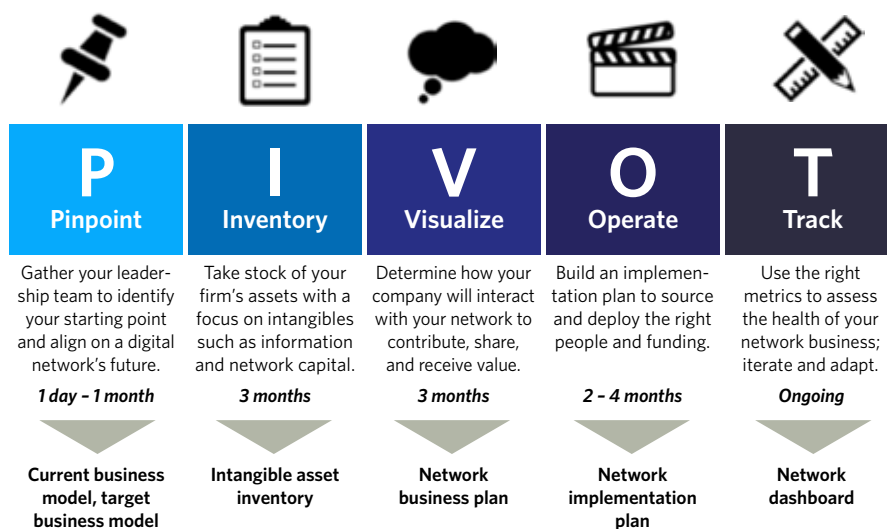 P
Pinpoint
Gather your leader-
ship team to identify
your starting point
and align on a digital
network's future.
1 day – 1 month
Current business
model, target
business model
I
Inventory
Take stock of your
firm's assets with a
focus on intangibles
such as information
and network capital.
3 months
Intangible asset
inventory
V
Visualize
Determine how your
company will interact
with your network to
contribute, share,
and receive value.
3 months
Network
business plan
O
Operate
Build an implemen-
tation plan to source
and deploy the right
people and funding.
2 – 4 months
Network
implementation
plan
T
Track
Use the right
metrics to assess
the health of your
network business;
iterate and adapt.
Ongoing
Network
dashboard